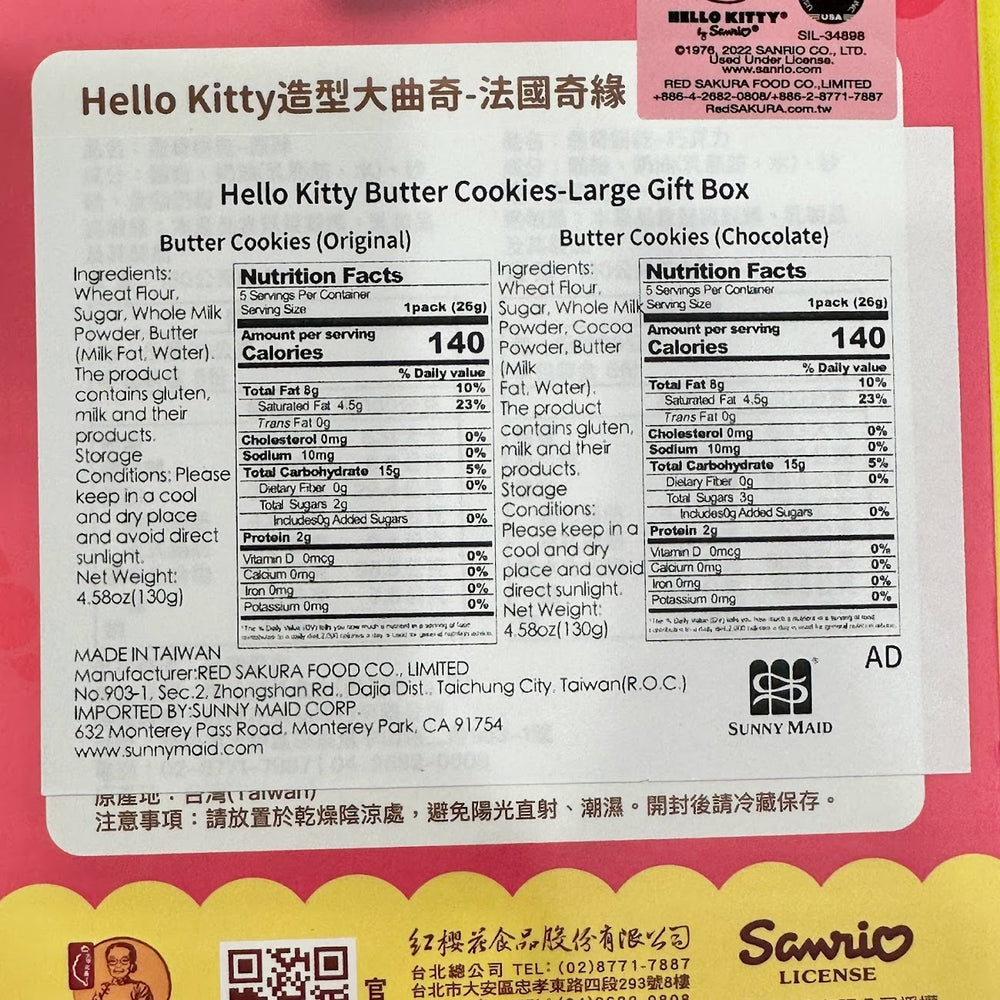 HELLO KITTY®
by Sanrio®
USA
SIL-34898
©1976, 2022 SANRIO CO., LTD.
Used Under License.
www.sanrio.com
RED SAKURA FOOD CO.,LIMITED
+886-4-2682-0808/+886-2-8771-7887
RedSAKURA.com.tw
Hello Kitty造型大曲奇-法國奇緣
Hello Kitty Butter Cookies-Large Gift Box
Butter Cookies (Original)
Ingredients:
Wheat Flour,
Sugar, Whole Milk
Powder, Butter
(Milk Fat, Water).
The product
contains gluten,
milk and their
products.
Storage
Conditions: Please
keep in a cool
and dry place
and avoid direct
sunlight.
Net Weight:
4.58oz(130g)
Nutrition Facts
5 Servings Per Container
Serving Size 1pack (26g)
Amount per serving
Calories 140
% Daily value
Total Fat 8g 10%
Saturated Fat 4.5g 23%
Trans Fat 0g
Cholesterol 0mg 0%
Sodium 10mg 0%
Total Carbohydrate 15g 5%
Dietary Fiber 0g 0%
Total Sugars 2g
Includes0g Added Sugars 0%
Protein 2g
Vitamin D 0mcg 0%
Calcium 0mg 0%
Iron 0mg 0%
Potassium 0mg 0%
Butter Cookies (Chocolate)
Ingredients:
Wheat Flour,
Sugar, Whole Milk
Powder, Cocoa
Powder, Butter
(Milk
Fat, Water).
The product
contains gluten,
milk and their
products.
Storage
Conditions:
Please keep in a
cool and dry
place and avoid
direct sunlight.
Net Weight:
4.58oz(130g)
Nutrition Facts
5 Servings Per Container
Serving Size 1pack (26g)
Amount per serving
Calories 140
% Daily value
Total Fat 8g 10%
Saturated Fat 4.5g 23%
Trans Fat 0g
Cholesterol 0mg 0%
Sodium 10mg 0%
Total Carbohydrate 15g 5%
Dietary Fiber 0g 0%
Total Sugars 3g
Includes0g Added Sugars 0%
Protein 2g
Vitamin D 0mcg 0%
Calcium 0mg 0%
Iron 0mg 0%
Potassium 0mg 0%
MADE IN TAIWAN
Manufacturer:RED SAKURA FOOD CO., LIMITED
No.903-1, Sec.2, Zhongshan Rd., Dajia Dist., Taichung City, Taiwan(R.O.C.)
IMPORTED BY:SUNNY MAID CORP.
632 Monterey Pass Road, Monterey Park, CA 91754
www.sunnymaid.com
AD
SUNNY MAID
原產地：台灣(Taiwan)
注意事項：請放置於乾燥陰涼處，避免陽光直射、潮濕。開封後請冷藏保存。
官
紅櫻花食品股份有限公司
台北總公司 TEL: (02)8771-7887
台北市大安區忠孝東路四段293號8樓
Sanrio
LICENSE